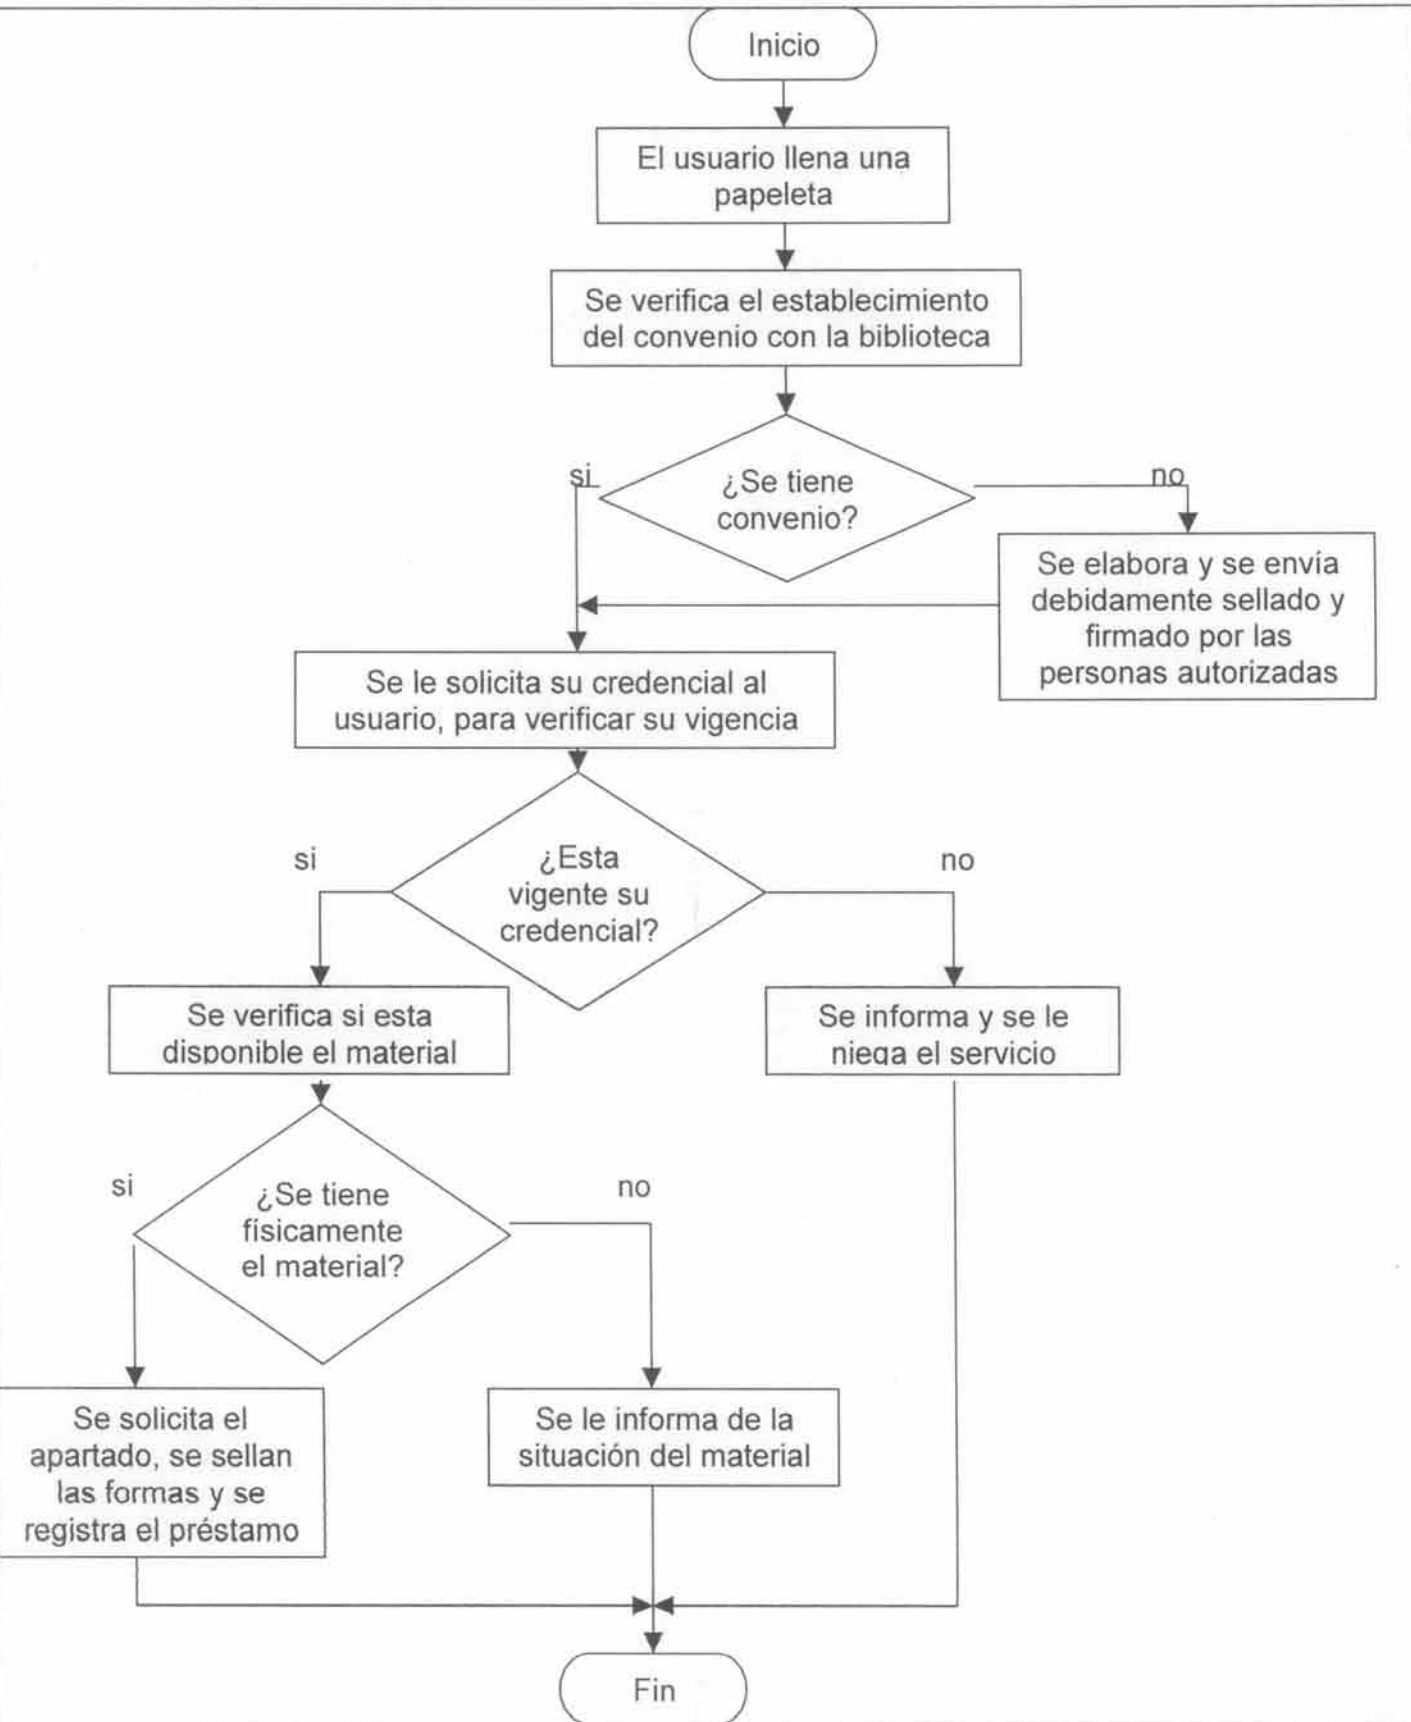 Inicio
El usuario llena una
papeleta
Se verifica el establecimiento
del convenio con la biblioteca
si
¿Se tiene
convenio?
no
Se elabora y se envía
debidamente sellado y
firmado por las
personas autorizadas
Se le solicita su credencial al
usuario, para verificar su vigencia
si
¿Esta
vigente su
credencial?
no
Se verifica si esta
disponible el material
Se informa y se le
niega el servicio
si
¿Se tiene
físicamente
el material?
no
Se solicita el
apartado, se sellan
las formas y se
registra el préstamo
Se le informa de la
situación del material
Fin